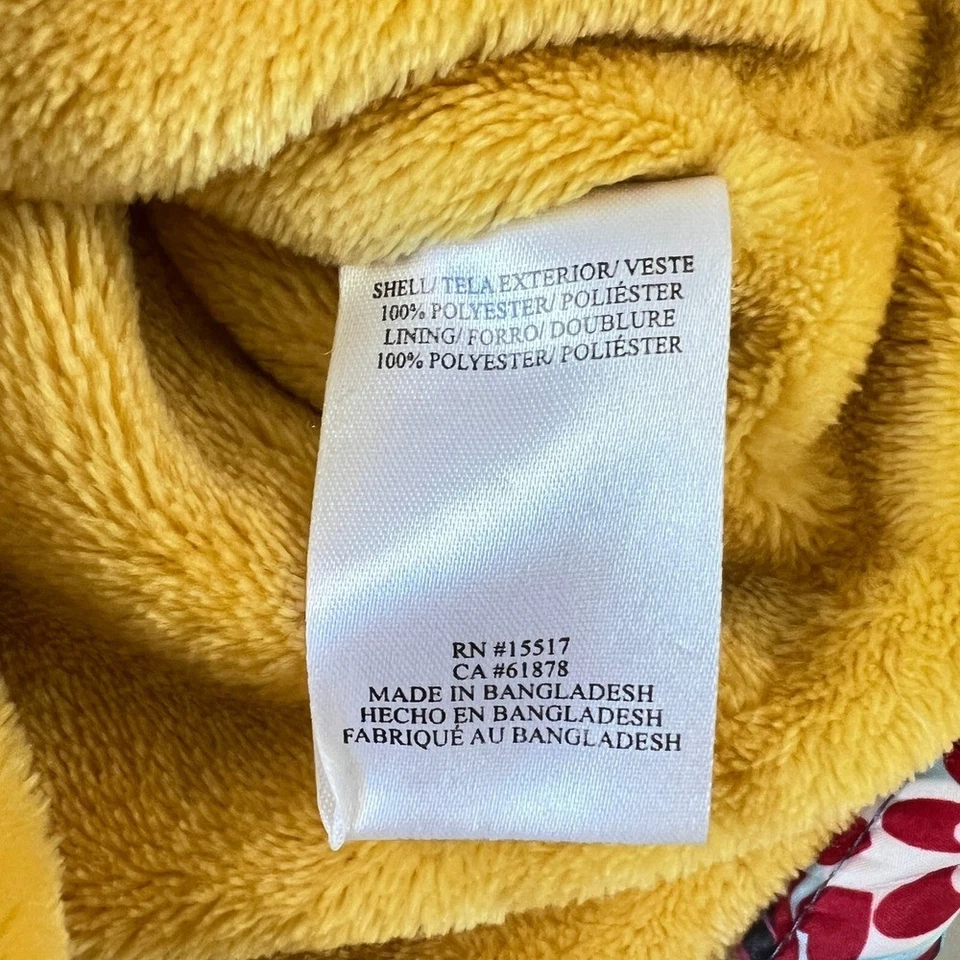 SHELL/ TELA EXTERIOR/ VESTE
100% POLYESTER/ POLIÉSTER
LINING/ FORRO/ DOUBLURE
100% POLYESTER/ POLIÉSTER
RN #15517
CA #61878
MADE IN BANGLADESH
HECHO EN BANGLADESH
FABRIQUÉ AU BANGLADESH